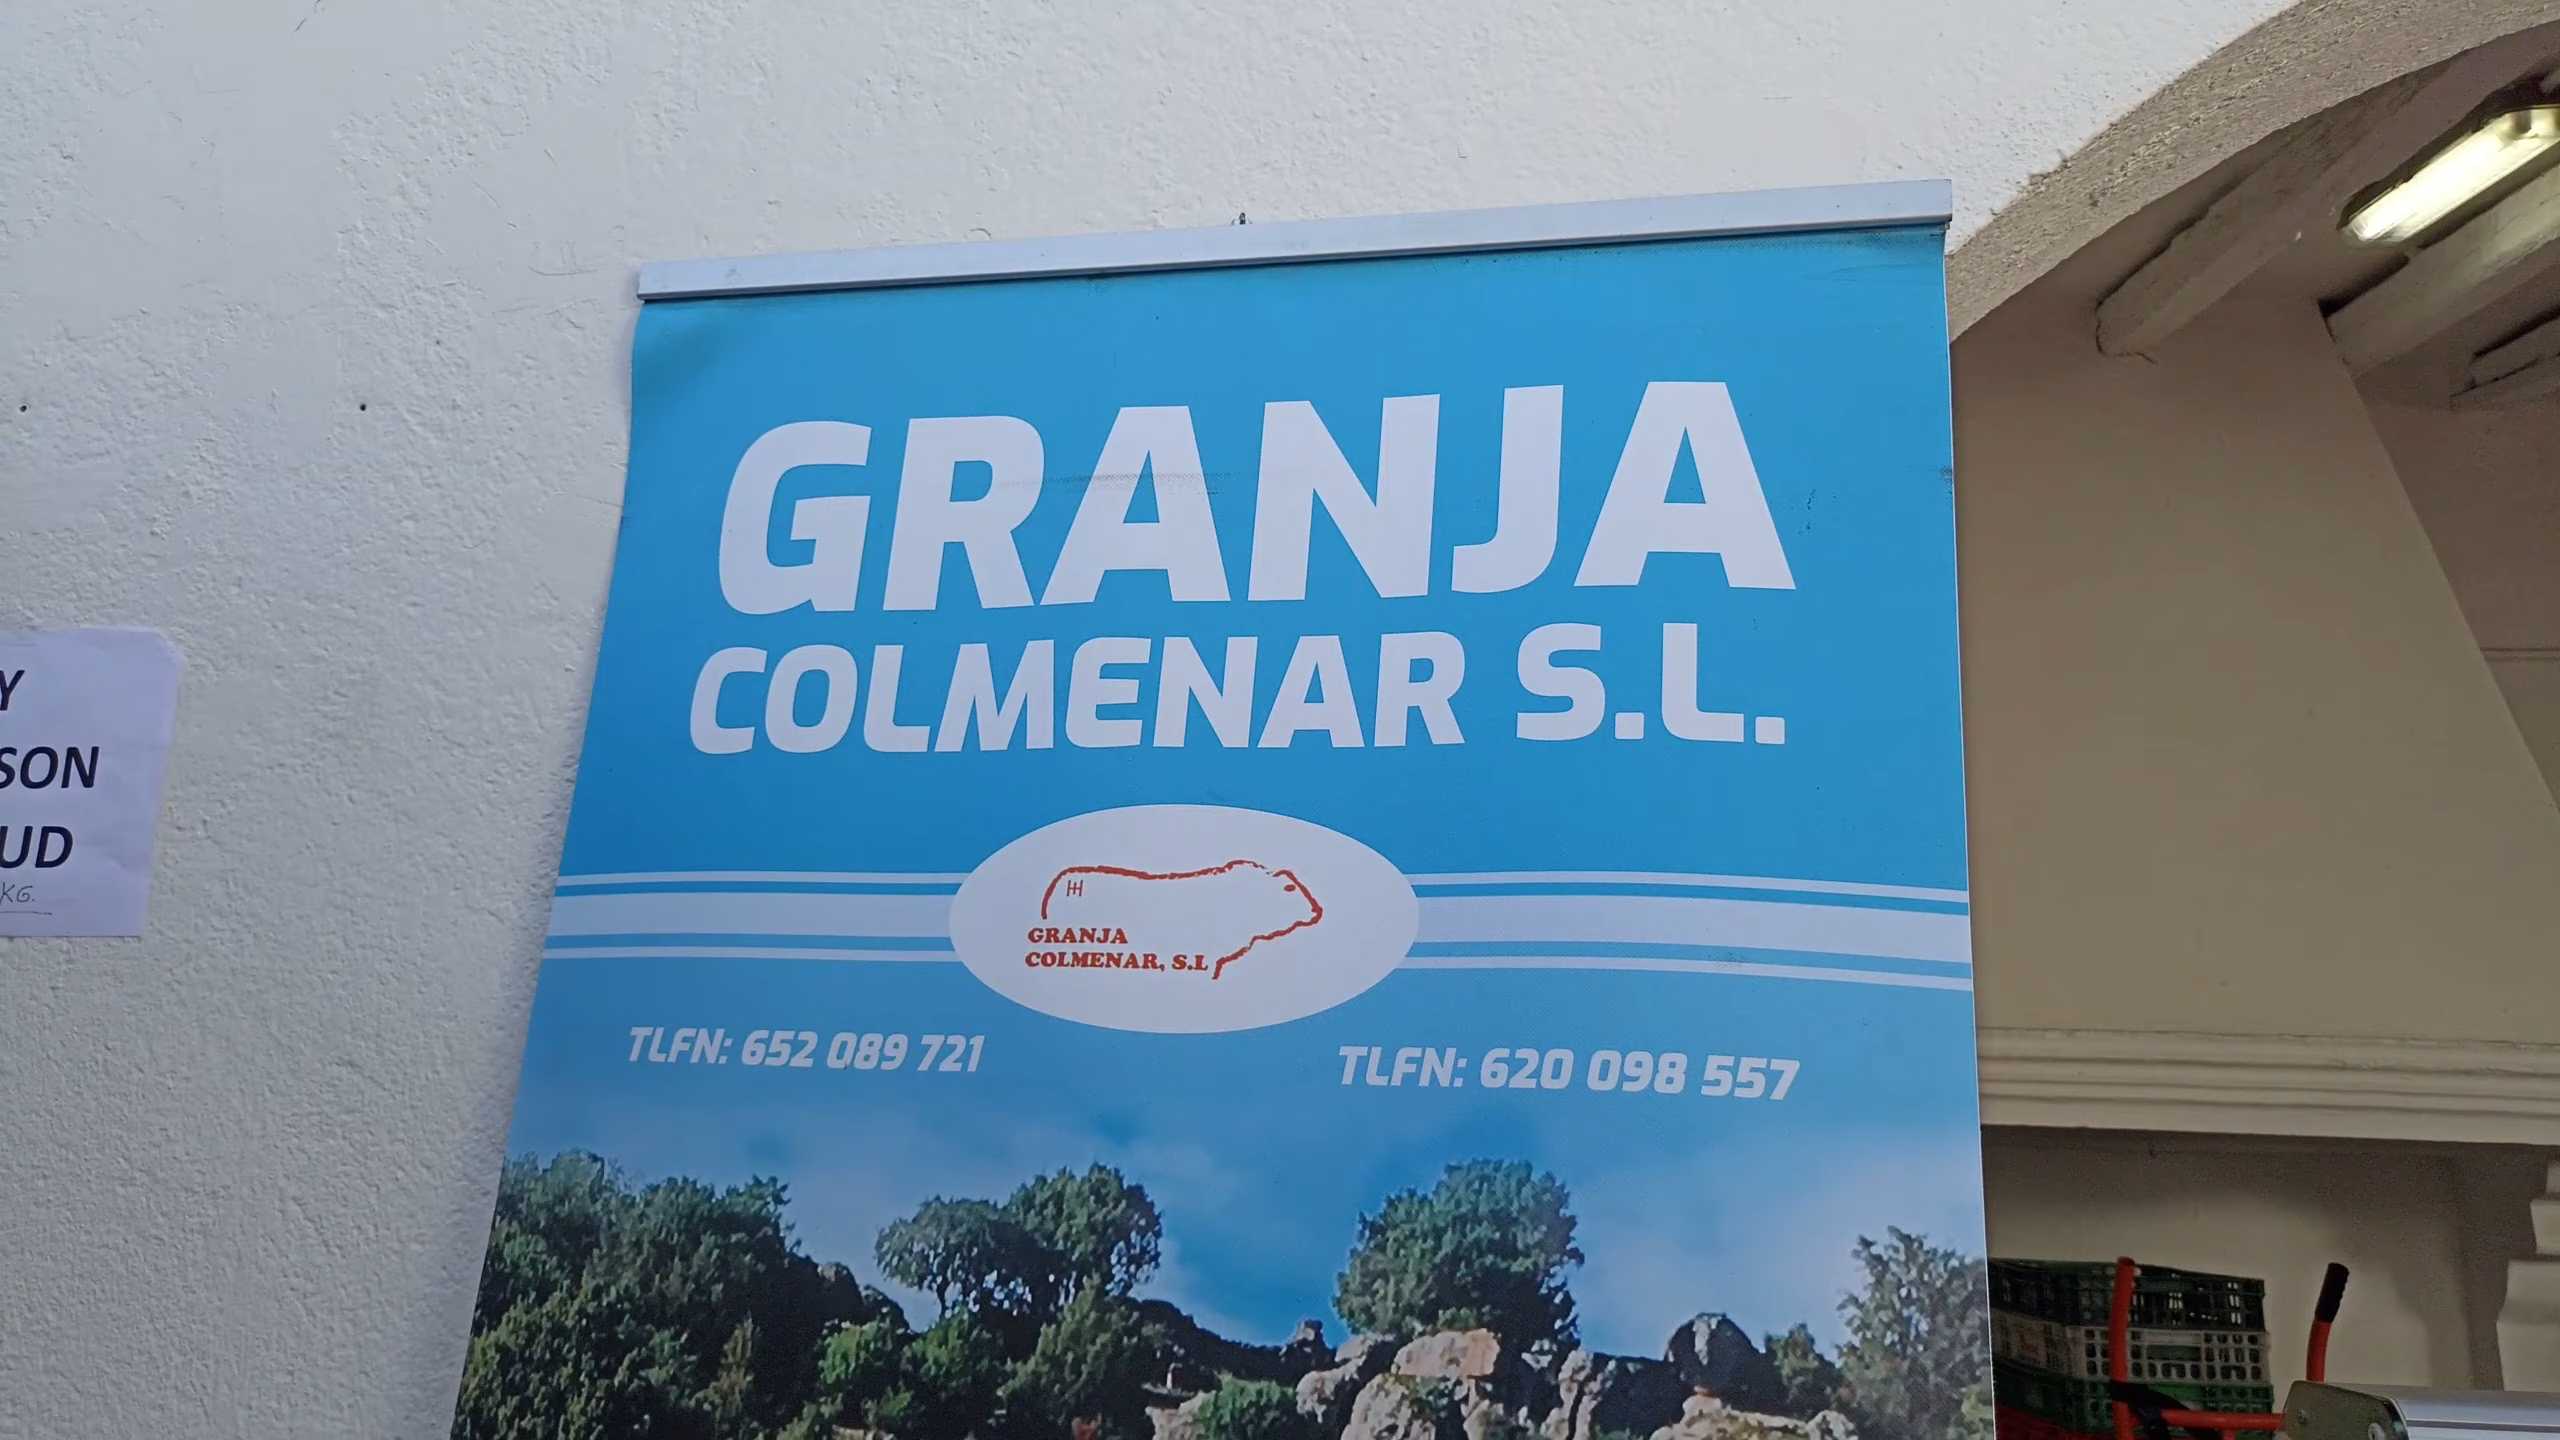 GRANJA
COLMENAR S.L.
GRANJA
COLMENAR, S.L
TLFN: 652 089 721
TLFN: 620 098 557
Y
SON
UD
KG.